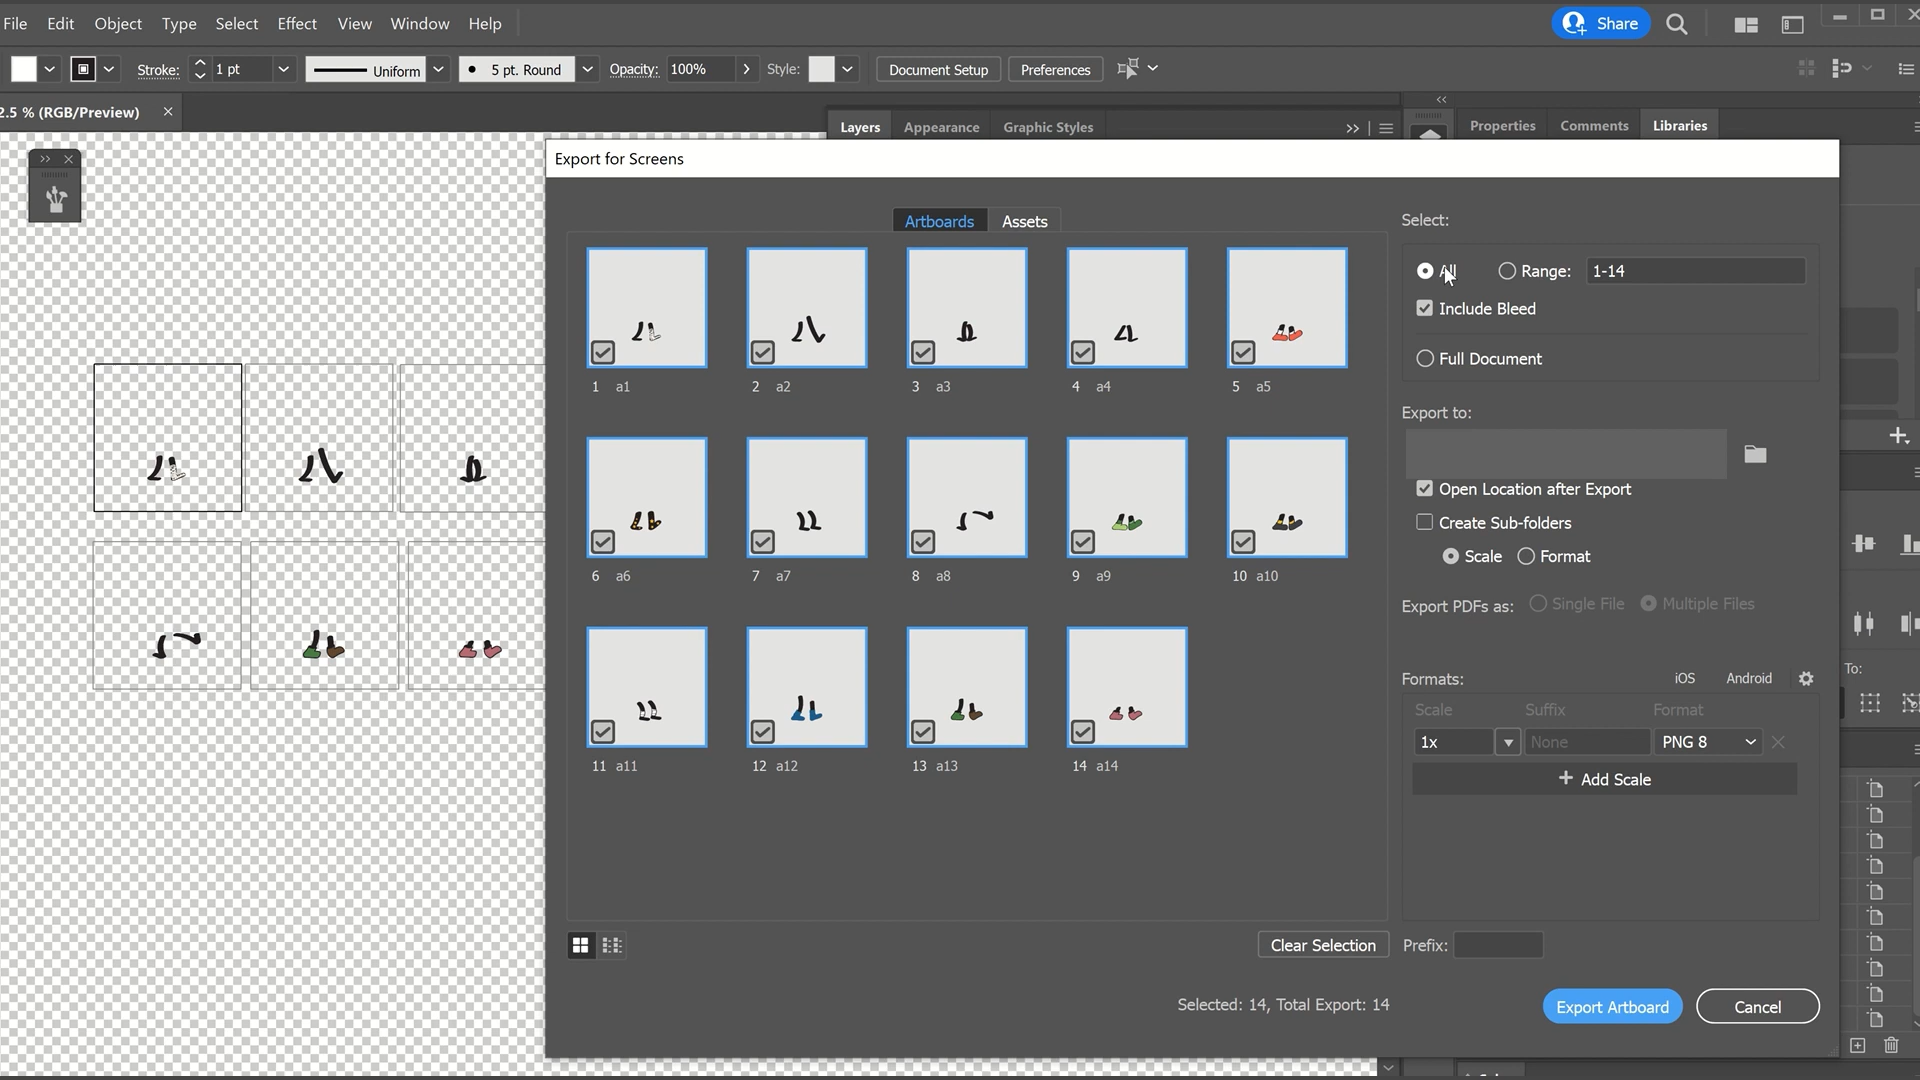 File Edit Object Type Select Effect View Window Help
Share
Stroke: 1 pt Uniform 5 pt. Round Opacity: 100% Style: Document Setup Preferences
2.5 % (RGB/Preview)
Layers Appearance Graphic Styles
Properties Comments Libraries
Export for Screens
Artboards Assets
1 a1 2 a2 3 a3 4 a4 5 a5
6 a6 7 a7 8 a8 9 a9 10 a10
11 a11 12 a12 13 a13 14 a14
Clear Selection
Selected: 14, Total Export: 14
Select:
All Range: 1-14
Include Bleed
Full Document
Export to:
Open Location after Export
Create Sub-folders
Scale Format
Export PDFs as: Single File Multiple Files
Formats: iOS Android
Scale Suffix Format
1x None PNG 8
+ Add Scale
Prefix:
Export Artboard Cancel
To: